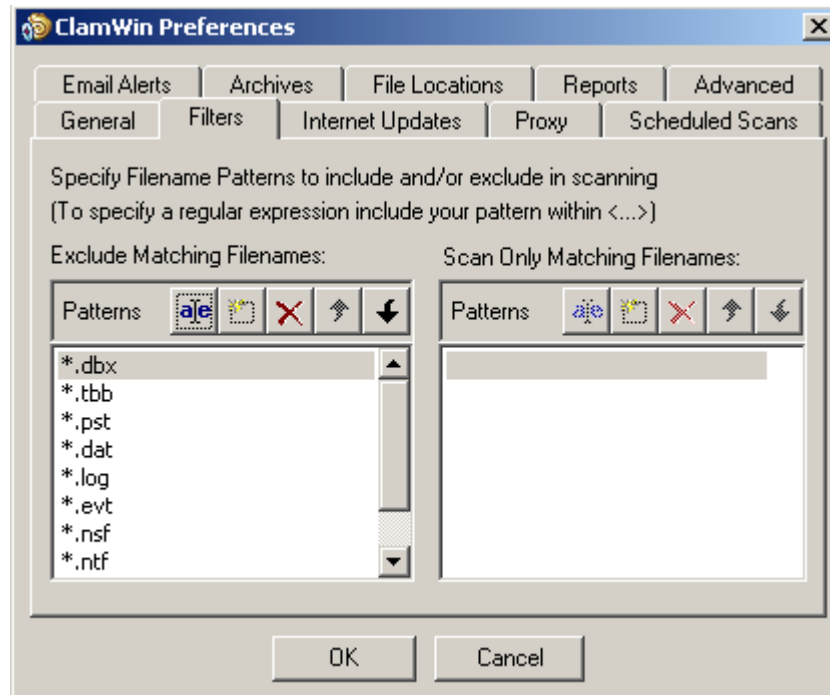 ClamWin Preferences
Email Alerts Archives File Locations Reports Advanced
General Filters Internet Updates Proxy Scheduled Scans
Specify Filename Patterns to include and/or exclude in scanning
(To specify a regular expression include your pattern within <...>)
Exclude Matching Filenames: Scan Only Matching Filenames:
Patterns Patterns
*.dbx
*.tbb
*.pst
*.dat
*.log
*.evt
*.nsf
*.ntf
OK Cancel